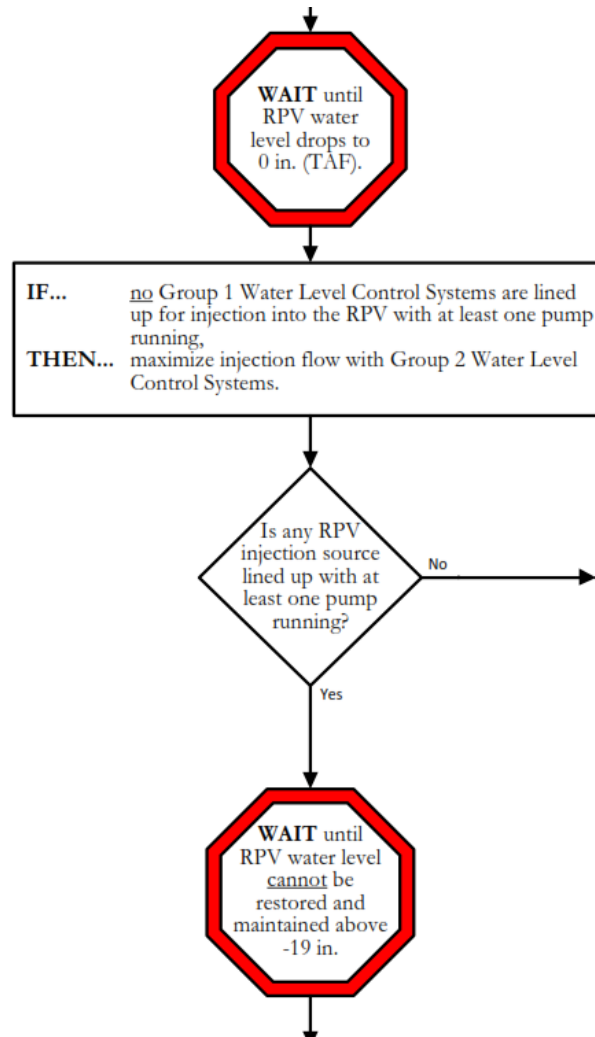 WAIT until
RPV water
level drops to
0 in. (TAF).
IF... no Group 1 Water Level Control Systems are lined
up for injection into the RPV with at least one pump
running,
THEN... maximize injection flow with Group 2 Water Level
Control Systems.
Is any RPV
injection source
lined up with at
least one pump
running?
No
Yes
WAIT until
RPV water level
cannot be
restored and
maintained above
-19 in.